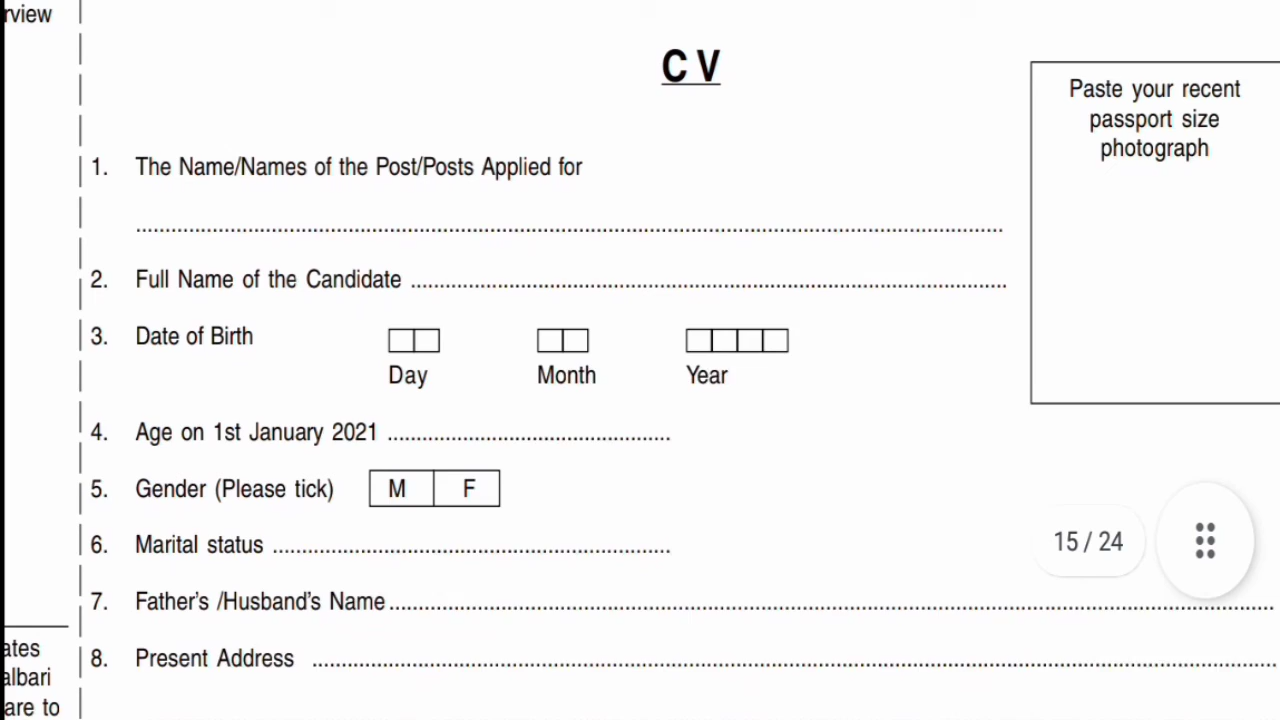 rview
C V
Paste your recent
passport size
photograph
1. The Name/Names of the Post/Posts Applied for
........................................................................................................................................................
2. Full Name of the Candidate ........................................................................................................
3. Date of Birth
Day Month Year
4. Age on 1st January 2021 .................................................
5. Gender (Please tick) M F
6. Marital status .....................................................................
15 / 24
7. Father's /Husband's Name..........................................................................................................................................................
8. Present Address .......................................................................................................................................................................
ates
albari
are to